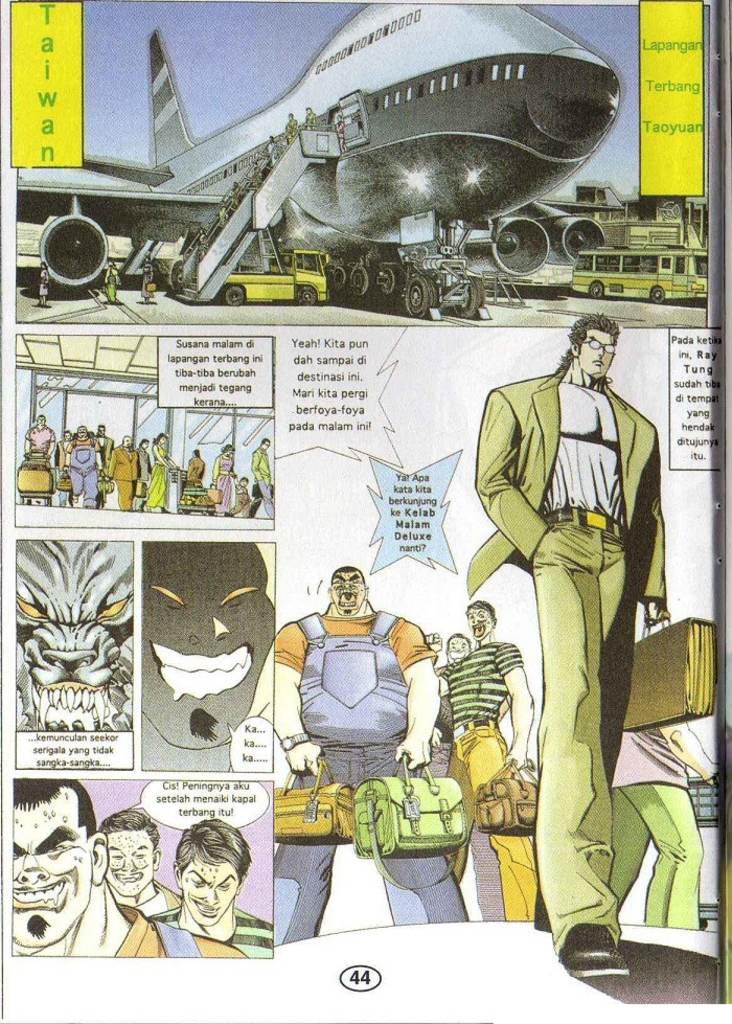 Taiwan
Lapangan
Terbang
Taoyuan
Susana malam di
lapangan terbang ini
tiba-tiba berubah
menjadi tegang
kerana....
Yeah! Kita pun
dah sampai di
destinasi ini.
Mari kita pergi
berfoya-foya
pada malam ini!
Pada ketika
ini, Ray
Tung
sudah tiba
di tempat
yang
hendak
ditujunya
itu.
Ya! Apa
kata kita
berkunjung
ke Kelab
Malam
Deluxe
nanti?
...kemunculan seekor
serigala yang tidak
sangka-sangka....
Ka...
ka....
ka....
Cis! Peningnya aku
setelah menaiki kapal
terbang itu!
44